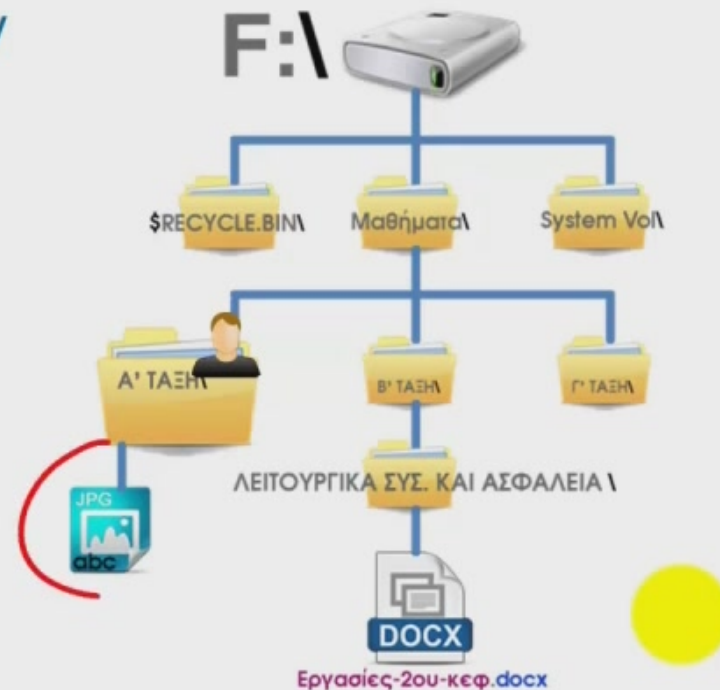 F:\
$RECYCLE.BIN\
Μαθήματα\
System Vol\
Α' ΤΑΞΗ\
Β' ΤΑΞΗ\
Γ' ΤΑΞΗ\
JPG
abc
ΛΕΙΤΟΥΡΓΙΚΑ ΣΥΣ. ΚΑΙ ΑΣΦΑΛΕΙΑ \
DOCX
Εργασίες-2ου-κεφ.docx